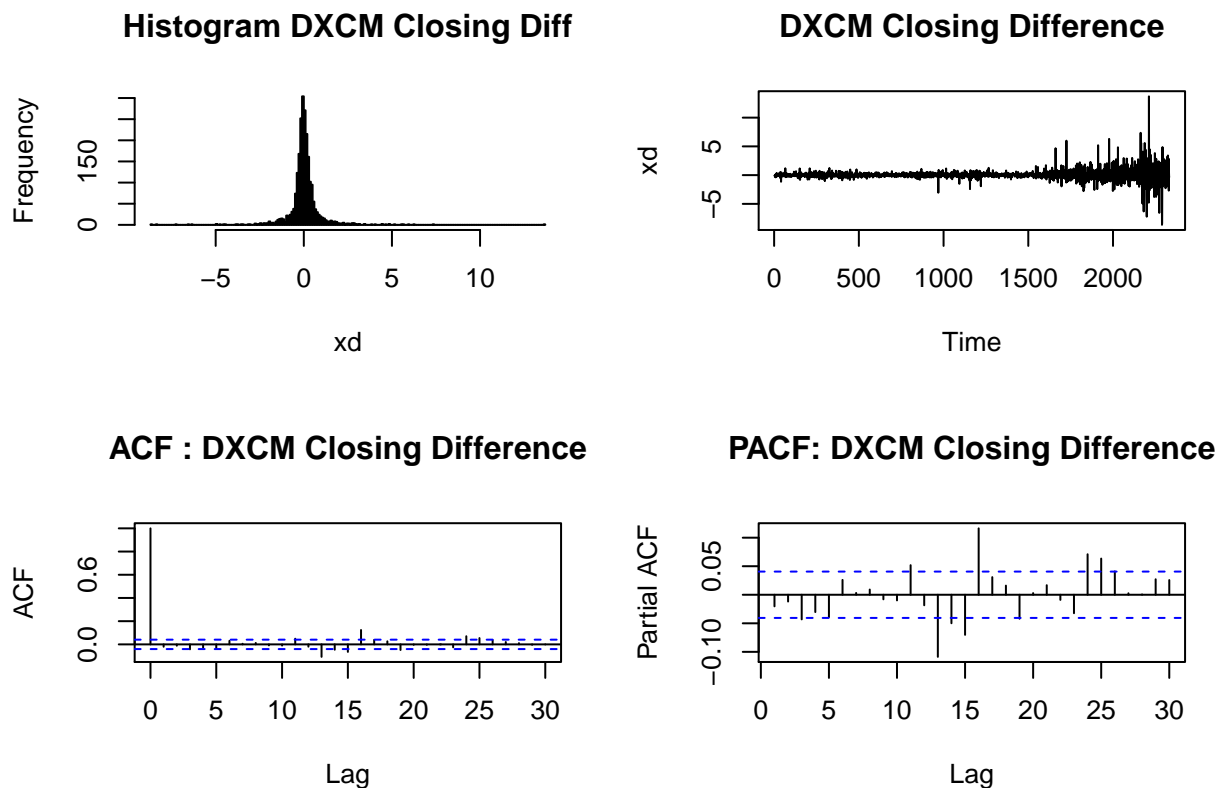 Histogram DXCM Closing Diff
Frequency
0
150
−5
0
5
10
xd
DXCM Closing Difference
xd
−5
5
0
500
1000
1500
2000
Time
ACF : DXCM Closing Difference
ACF
0.0
0.6
0
5
10
15
20
25
30
Lag
PACF: DXCM Closing Difference
Partial ACF
−0.10
0.05
0
5
10
15
20
25
30
Lag